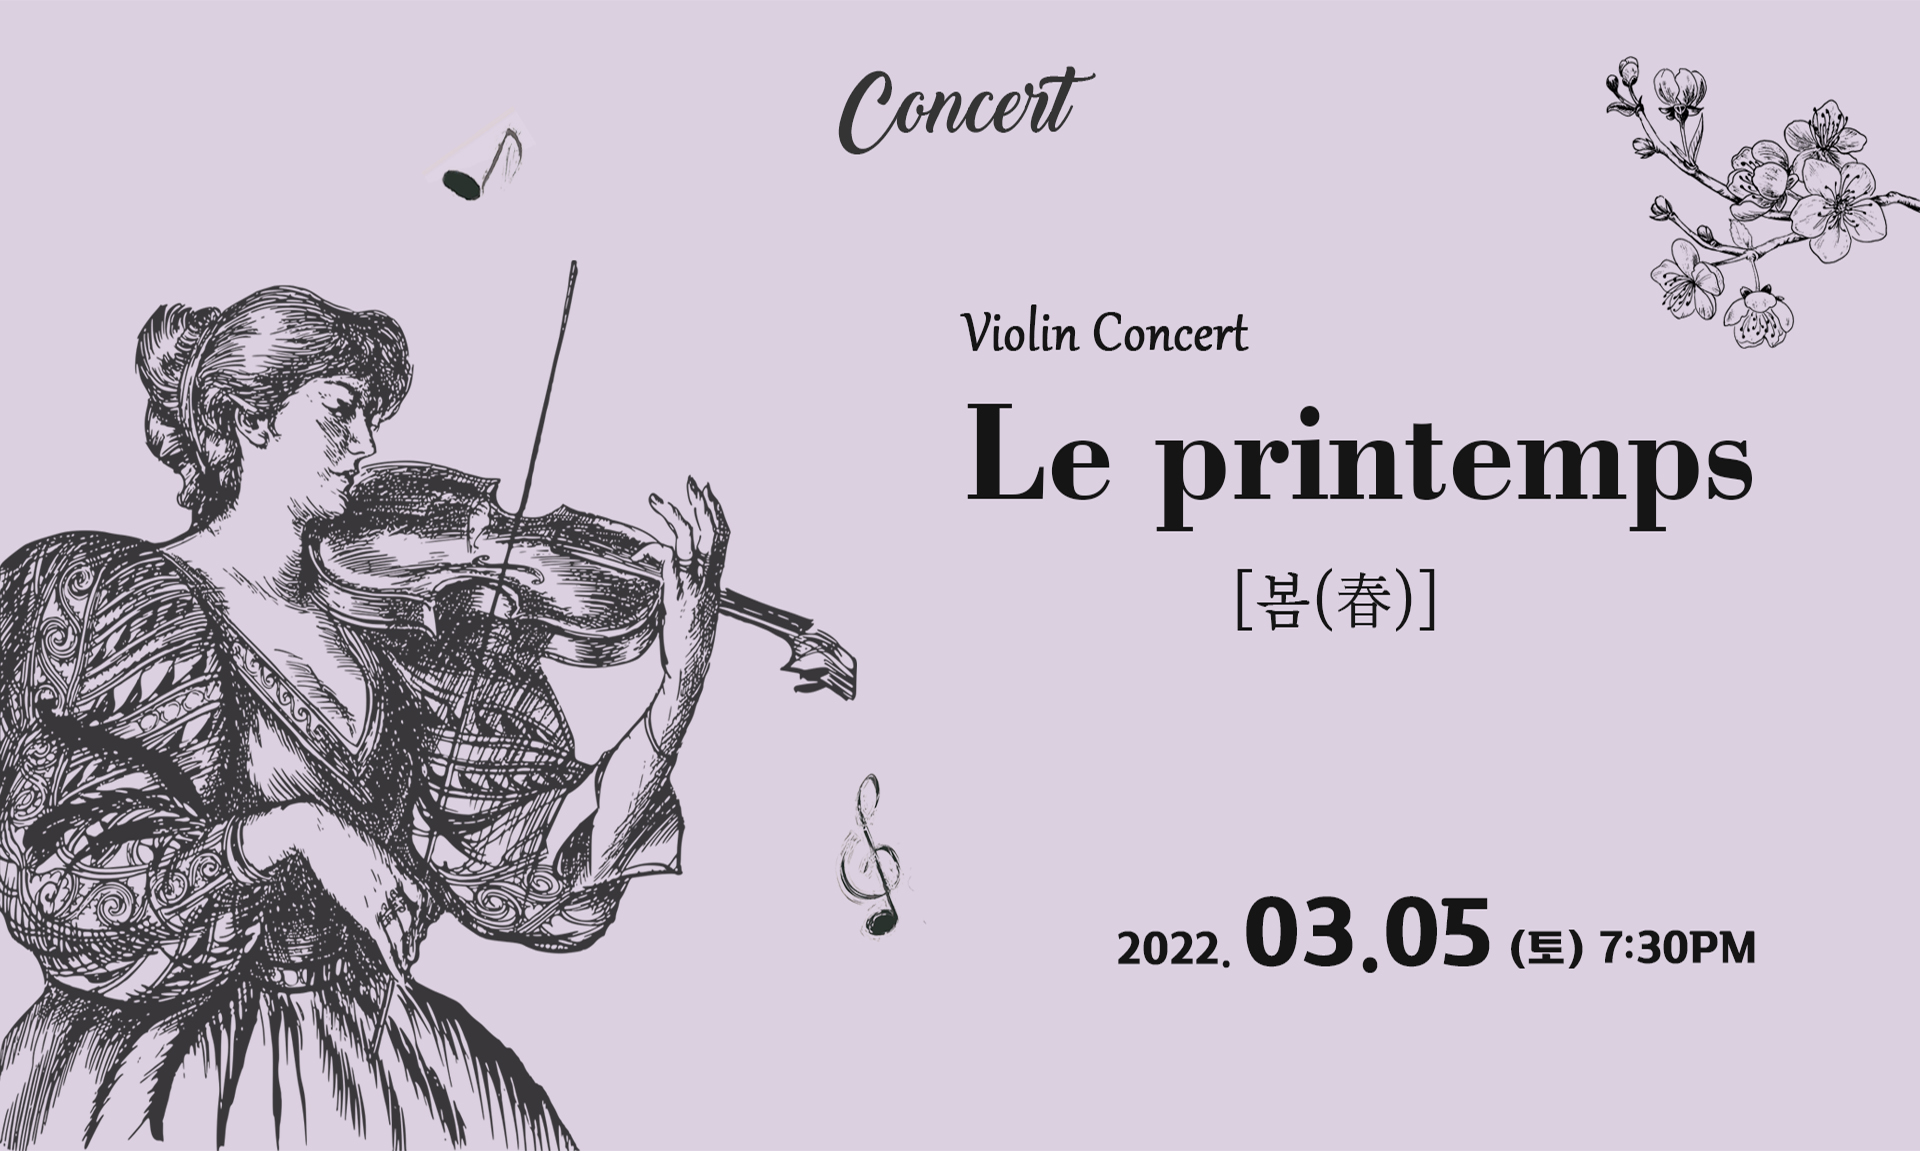 Concert
Violin Concert
Le printemps
[봄(春)]
2022. 03.05 (토) 7:30PM